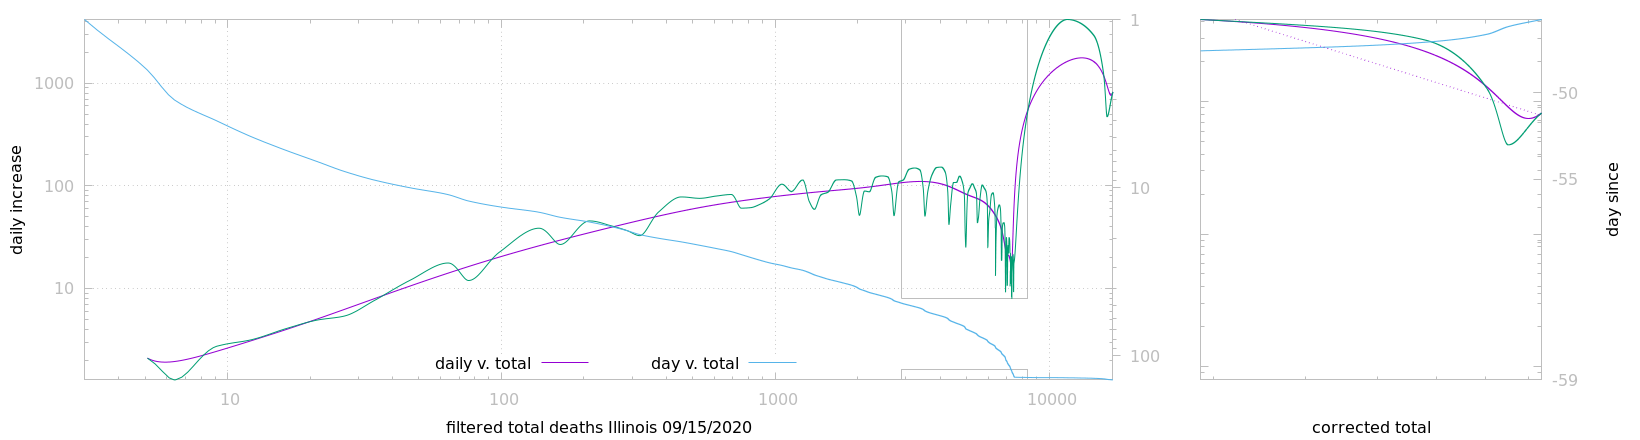 1000
100
10
daily increase
10
100
1000
10000
filtered total deaths Illinois 09/15/2020
daily v. total
day v. total
1
10
100
-50
-55
-59
day since
corrected total